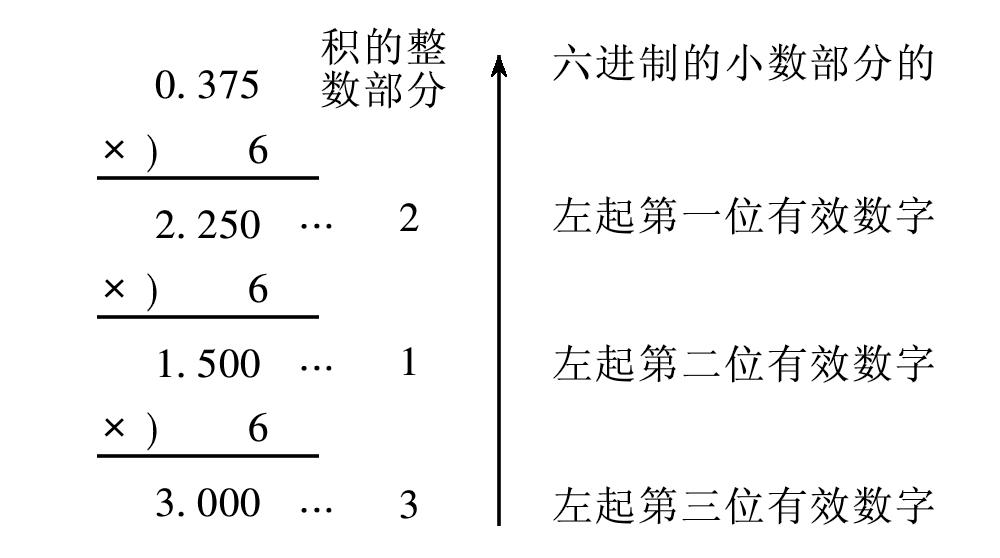 积的整
数部分
六进制的小数部分的
0. 375
× ) 6
2. 250 ··· 2 左起第一位有效数字
× ) 6
1. 500 ··· 1 左起第二位有效数字
× ) 6
3. 000 ··· 3 左起第三位有效数字